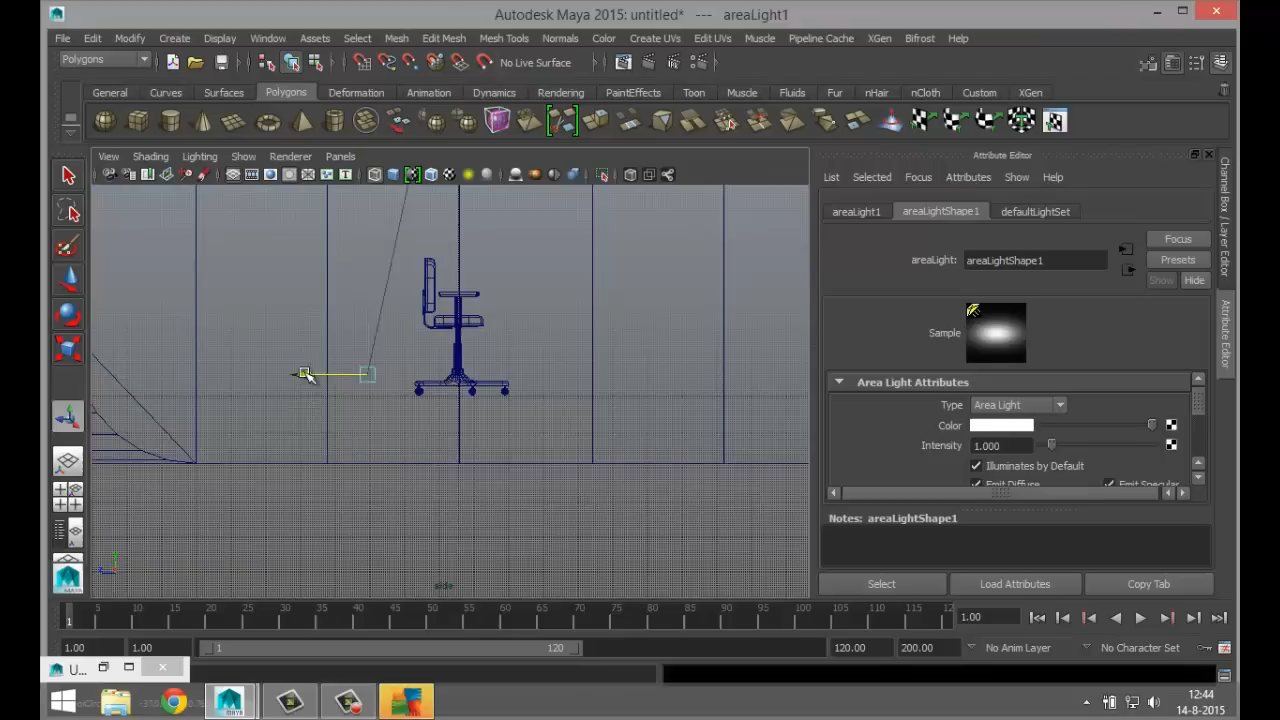 Autodesk Maya 2015: untitled* --- areaLight1
File Edit Modify Create Display Window Assets Select Mesh Edit Mesh Mesh Tools Normals Color Create UVs Edit UVs Muscle Pipeline Cache XGen Bifrost Help
Polygons No Live Surface
General Curves Surfaces Polygons Deformation Animation Dynamics Rendering PaintEffects Toon Muscle Fluids Fur nHair nCloth Custom XGen
View Shading Lighting Show Renderer Panels
Attribute Editor
List Selected Focus Attributes Show Help
areaLight1 areaLightShape1 defaultLightSet
Focus
areaLight: areaLightShape1
Presets
Show Hide
Sample
Area Light Attributes
Type Area Light
Color
Intensity 1.000
Illuminates by Default
Emit Diffuse Emit Specular
Notes: areaLightShape1
Select Load Attributes Copy Tab
Channel Box / Layer Editor
Attribute Editor
side
5 10 15 20 25 30 35 40 45 50 55 60 65 70 75 80 85 90 95 100 105 110 115 12
1 1.00
1.00 1.00 1 120 120.00 200.00 No Anim Layer No Character Set
U...
12:44
14-8-2015